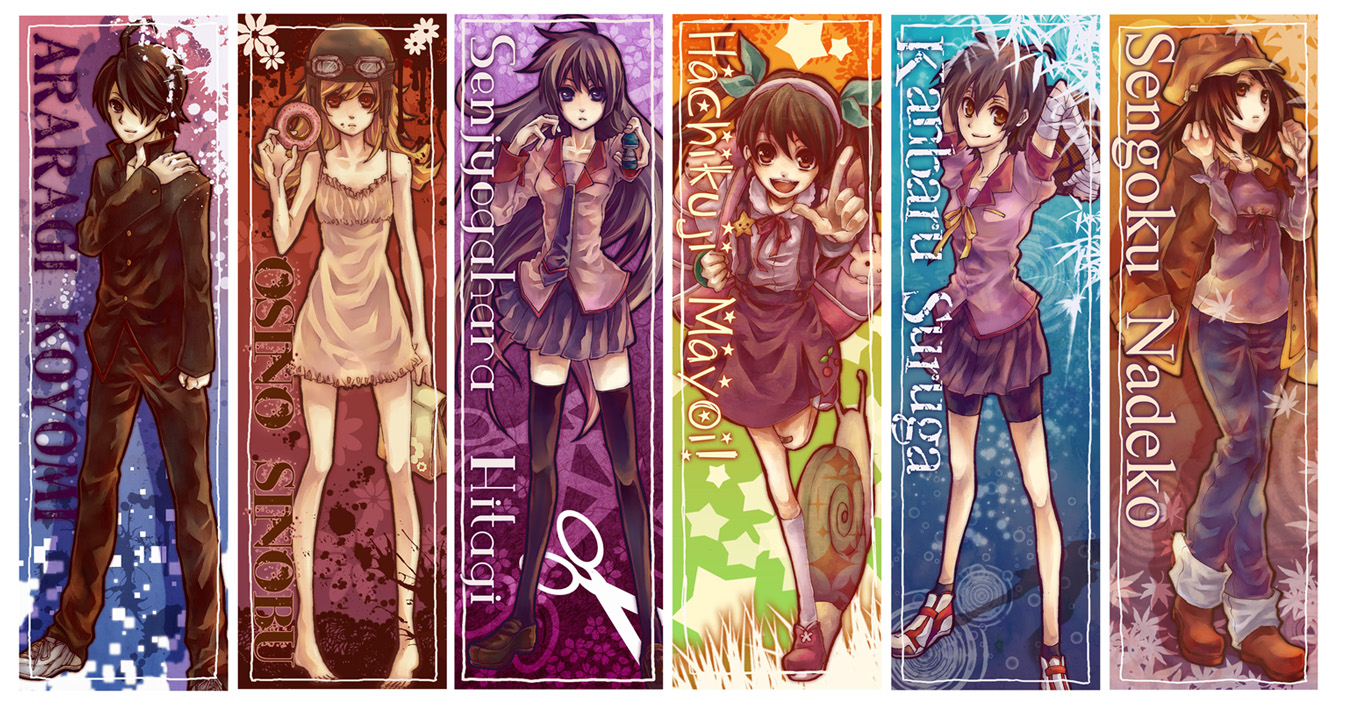 ARARAGI KOYOMI
OSINO SINOBU
Senjyogahara Hitagi
Hachikuji Mayoi!
Kanbaru Suruga
Sengoku Nadeko